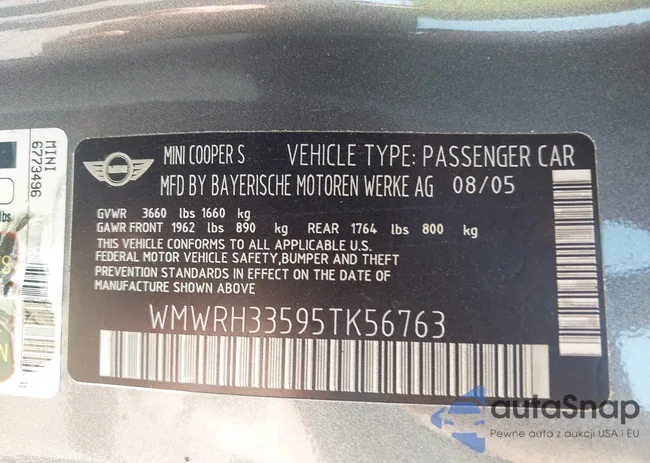 MINI
6773496
lbs
MINI
MINI COOPER S VEHICLE TYPE: PASSENGER CAR
MFD BY BAYERISCHE MOTOREN WERKE AG 08/05
GVWR 3660 lbs 1660 kg
GAWR FRONT 1962 lbs 890 kg REAR 1764 lbs 800 kg
THIS VEHICLE CONFORMS TO ALL APPLICABLE U.S.
FEDERAL MOTOR VEHICLE SAFETY,BUMPER AND THEFT
PREVENTION STANDARDS IN EFFECT ON THE DATE OF
MANUFACTURE SHOWN ABOVE
WMWRH33595TK56763
autaSnap
Pewne auta z aukcji USA i EU